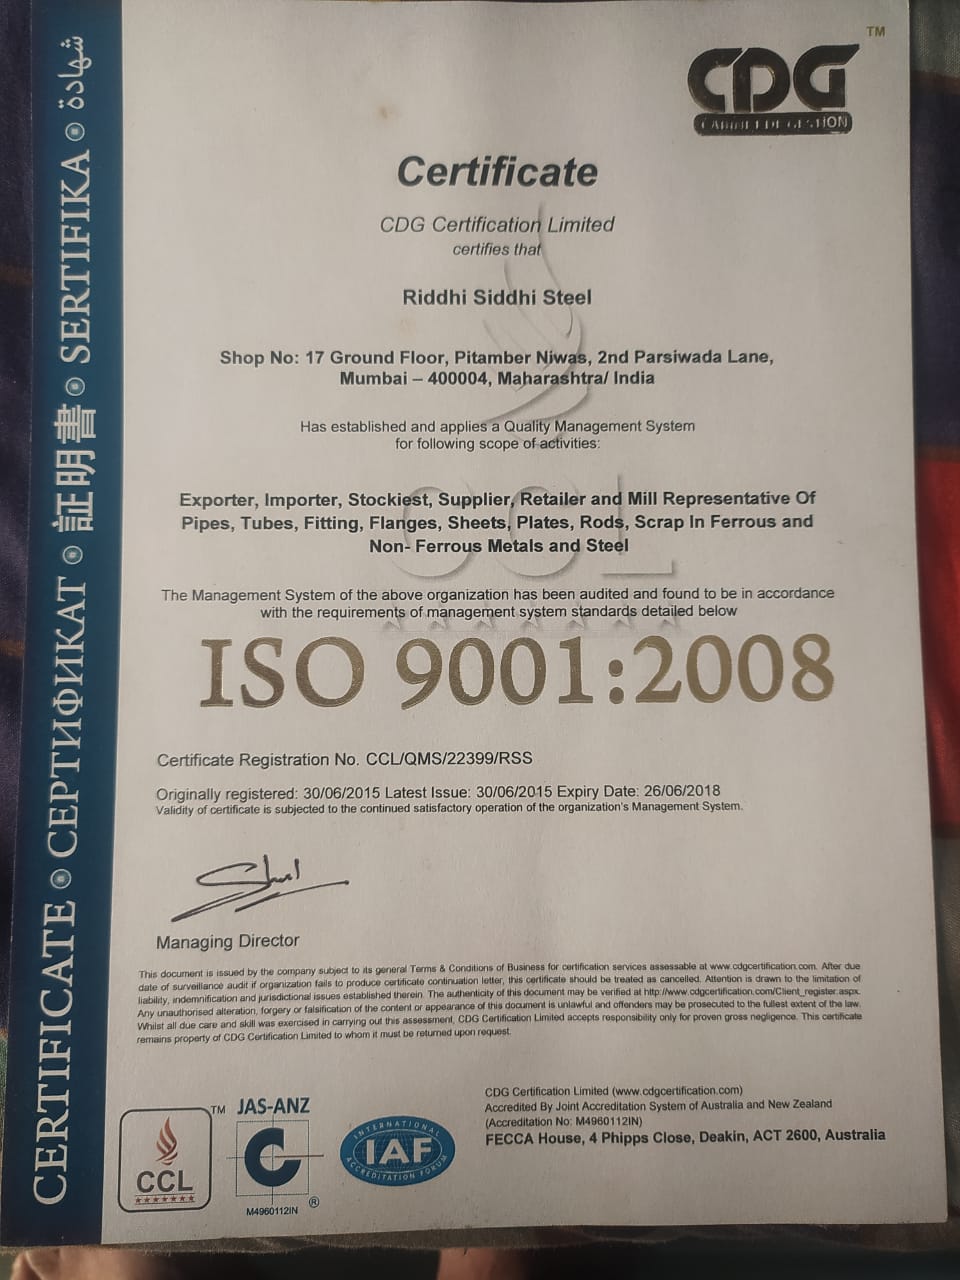 CDG
TM
CABINET DE GESTION
CERTIFICATE СЕРТИФИКАТ 証明書 SERTIFIKA شهادة
Certificate
CDG Certification Limited
certifies that
Riddhi Siddhi Steel
Shop No: 17 Ground Floor, Pitamber Niwas, 2nd Parsiwada Lane,
Mumbai – 400004, Maharashtra/ India
Has established and applies a Quality Management System
for following scope of activities:
Exporter, Importer, Stockiest, Supplier, Retailer and Mill Representative Of
Pipes, Tubes, Fitting, Flanges, Sheets, Plates, Rods, Scrap In Ferrous and
Non- Ferrous Metals and Steel
CCL
The Management System of the above organization has been audited and found to be in accordance
with the requirements of management system standards detailed below
ISO 9001:2008
Certificate Registration No. CCL/QMS/22399/RSS
Originally registered: 30/06/2015 Latest Issue: 30/06/2015 Expiry Date: 26/06/2018
Validity of certificate is subjected to the continued satisfactory operation of the organization's Management System.
Managing Director
This document is issued by the company subject to its general Terms & Conditions of Business for certification services assessable at www.cdgcertification.com. After due
date of surveillance audit if organization fails to produce certificate continuation letter, this certificate should be treated as cancelled. Attention is drawn to the limitation of
liability, indemnification and jurisdictional issues established therein. The authenticity of this document may be verified at http://www.cdgcertification.com/Client_register.aspx.
Any unauthorised alteration, forgery or falsification of the content or appearance of this document is unlawful and offenders may be prosecuted to the fullest extent of the law.
Whilst all due care and skill was exercised in carrying out this assessment, CDG Certification Limited accepts responsibility only for proven gross negligence. This certificate
remains property of CDG Certification Limited to whom it must be returned upon request.
CCL
TM
JAS-ANZ
M4960112IN
®
INTERNATIONAL
IAF
ACCREDITATION FORUM
CDG Certification Limited (www.cdgcertification.com)
Accredited By Joint Accreditation System of Australia and New Zealand
(Accreditation No: M4960112IN)
FECCA House, 4 Phipps Close, Deakin, ACT 2600, Australia